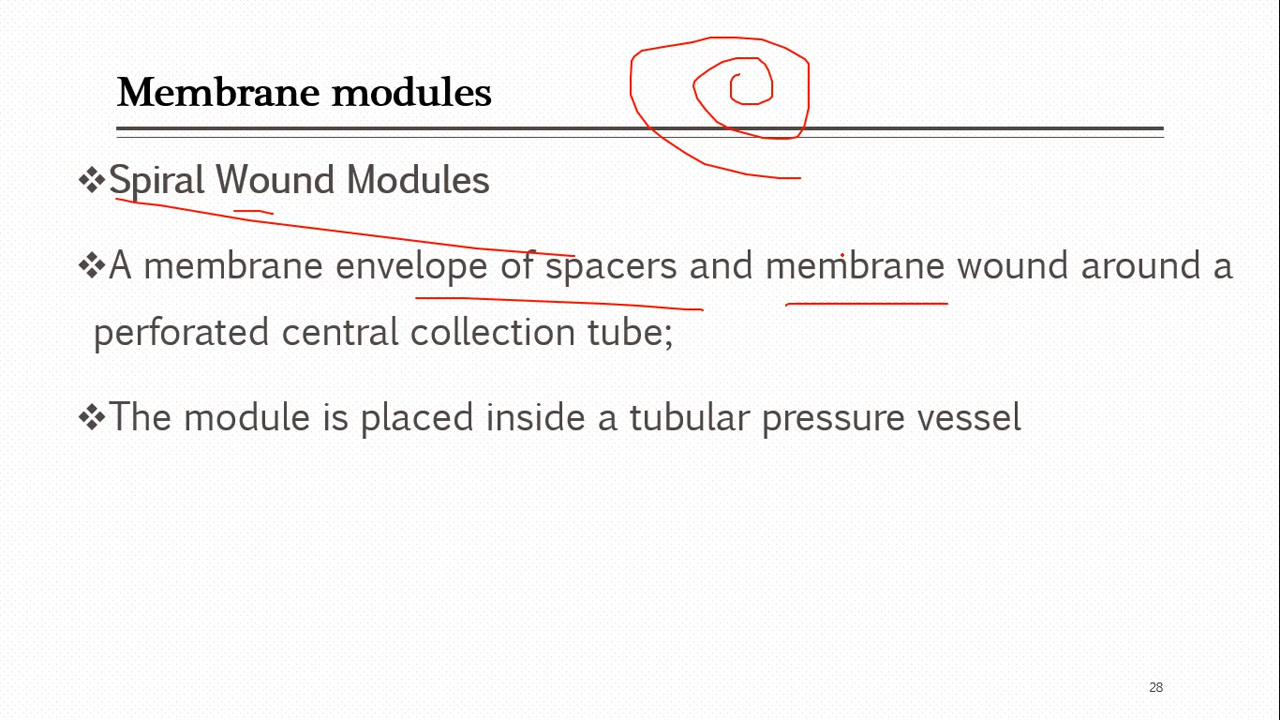 Membrane modules
❖Spiral Wound Modules
❖A membrane envelope of spacers and membrane wound around a
perforated central collection tube;
❖The module is placed inside a tubular pressure vessel
28